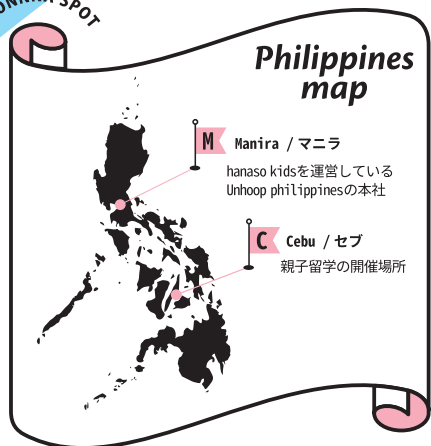 SPOT
Philippines
map
M
Manira / マニラ
hanaso kidsを運営している
Unhoop philippinesの本社
C
Cebu / セブ
親子留学の開催場所